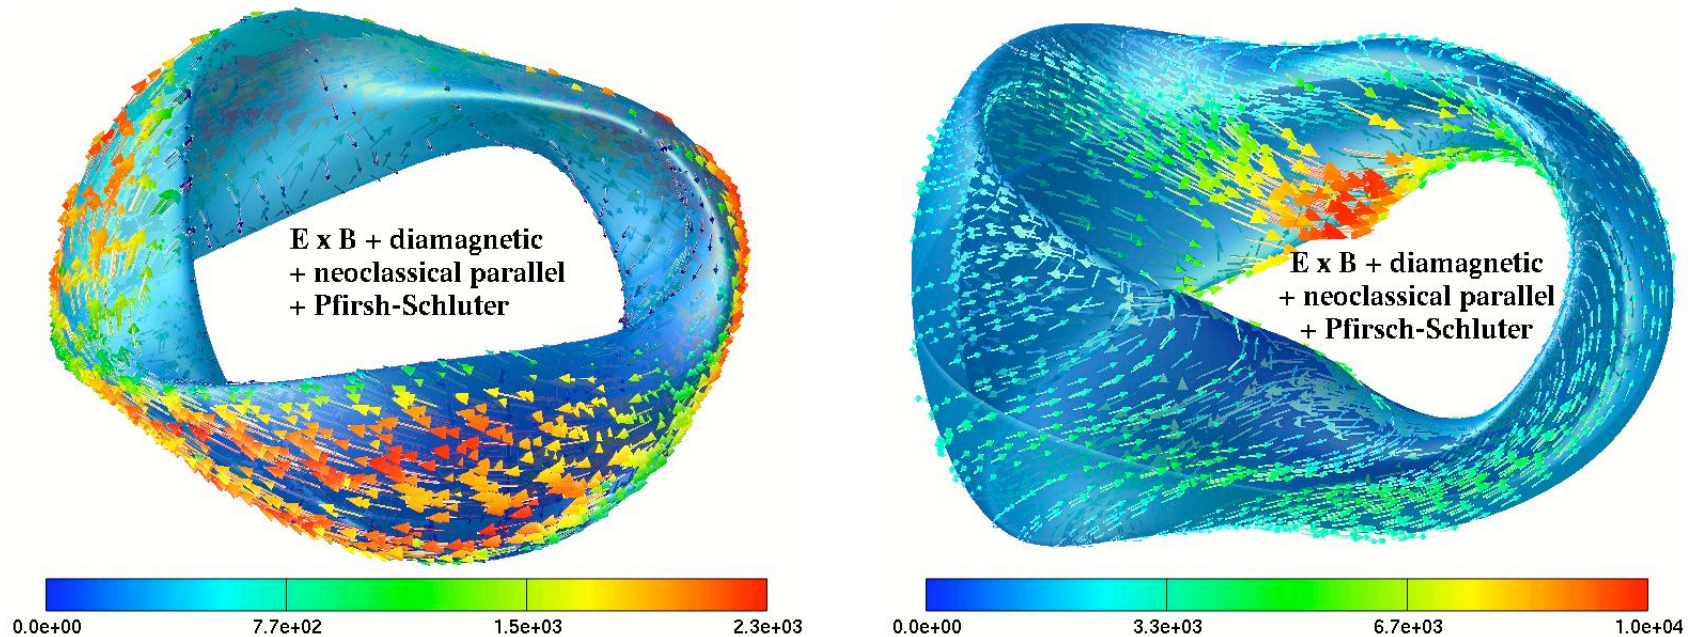 E x B + diamagnetic
+ neoclassical parallel
+ Pfirsh-Schluter
0.0e+00 7.7e+02 1.5e+03 2.3e+03
E x B + diamagnetic
+ neoclassical parallel
+ Pfirsch-Schluter
0.0e+00 3.3e+03 6.7e+03 1.0e+04